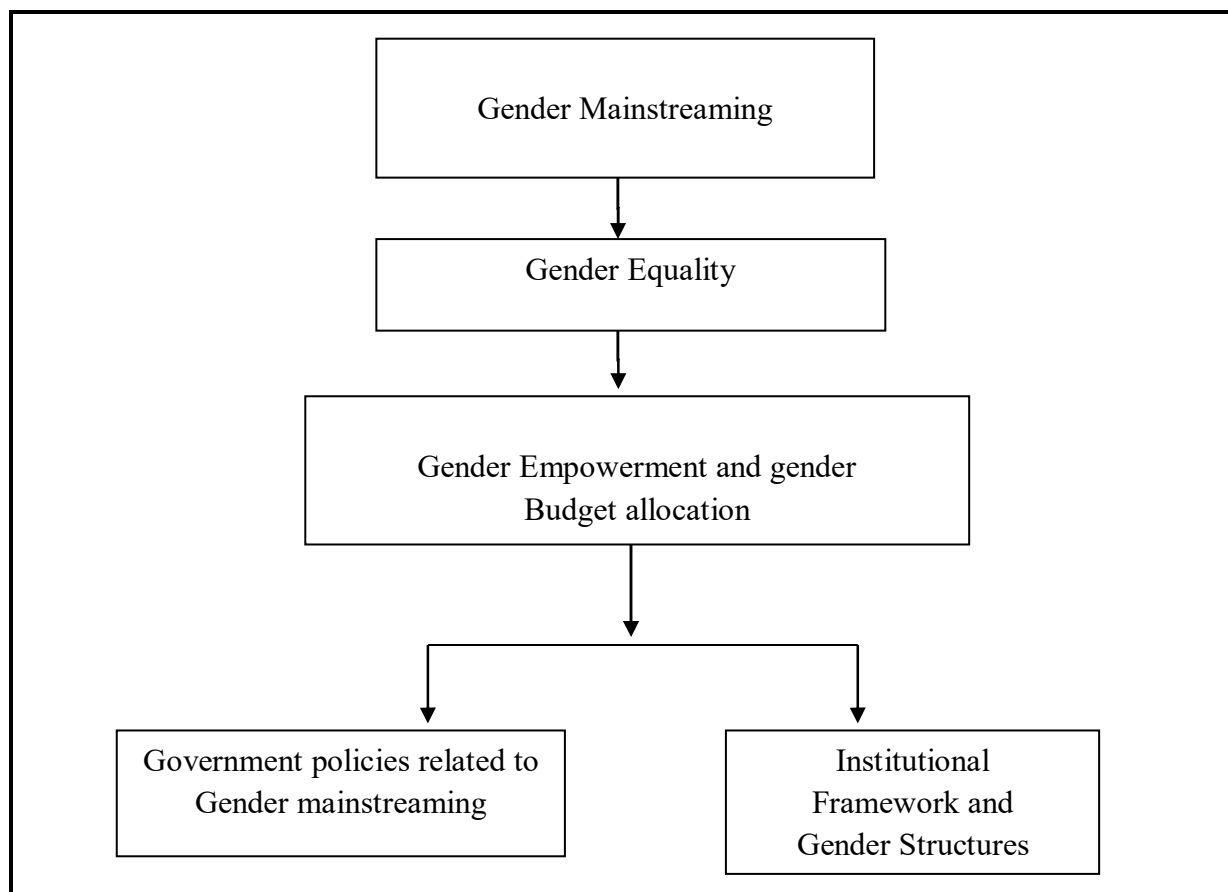 Gender Mainstreaming
Gender Equality
Gender Empowerment and gender
Budget allocation
Government policies related to
Gender mainstreaming
Institutional
Framework and
Gender Structures